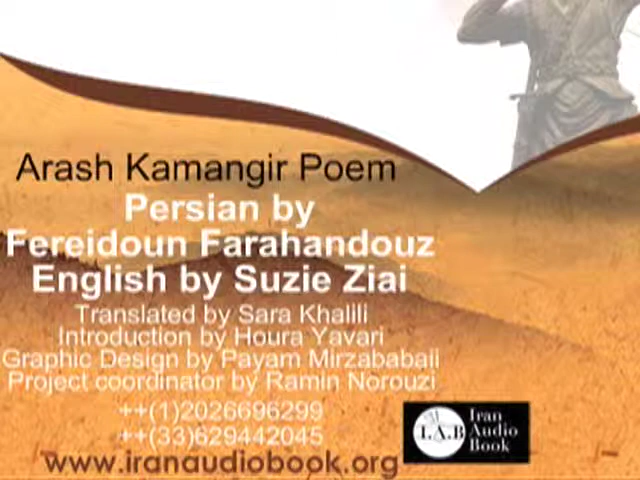 Arash Kamangir Poem
Persian by
Fereidoun Farahandouz
English by Suzie Ziai
Translated by Sara Khalili
Introduction by Houra Yavari
Graphic Design by Payam Mirzababaii
Project coordinator by Ramin Norouzi
++(1)2026696299
++(33)629442045
www.iranaudiobook.org
I.A.B
Iran
Audio
Book